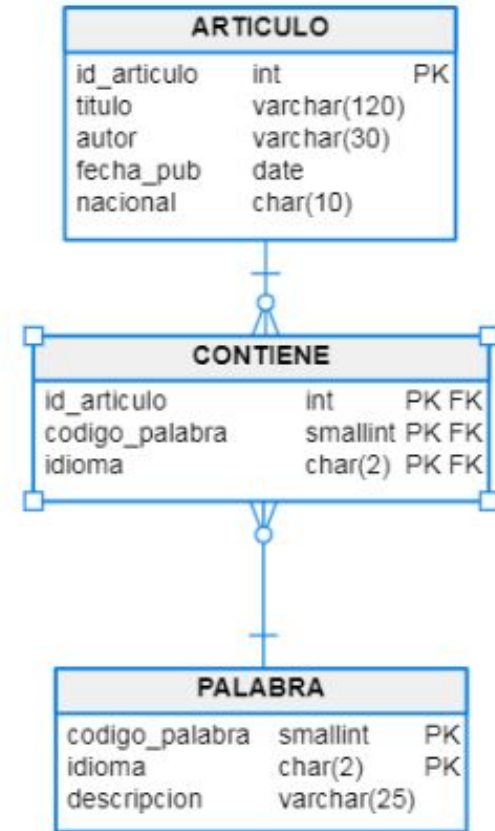 ARTICULO
id_articulo int PK
titulo varchar(120)
autor varchar(30)
fecha_pub date
nacional char(10)
CONTIENE
id_articulo int PK FK
codigo_palabra smallint PK FK
idioma char(2) PK FK
PALABRA
codigo_palabra smallint PK
idioma char(2) PK
descripcion varchar(25)